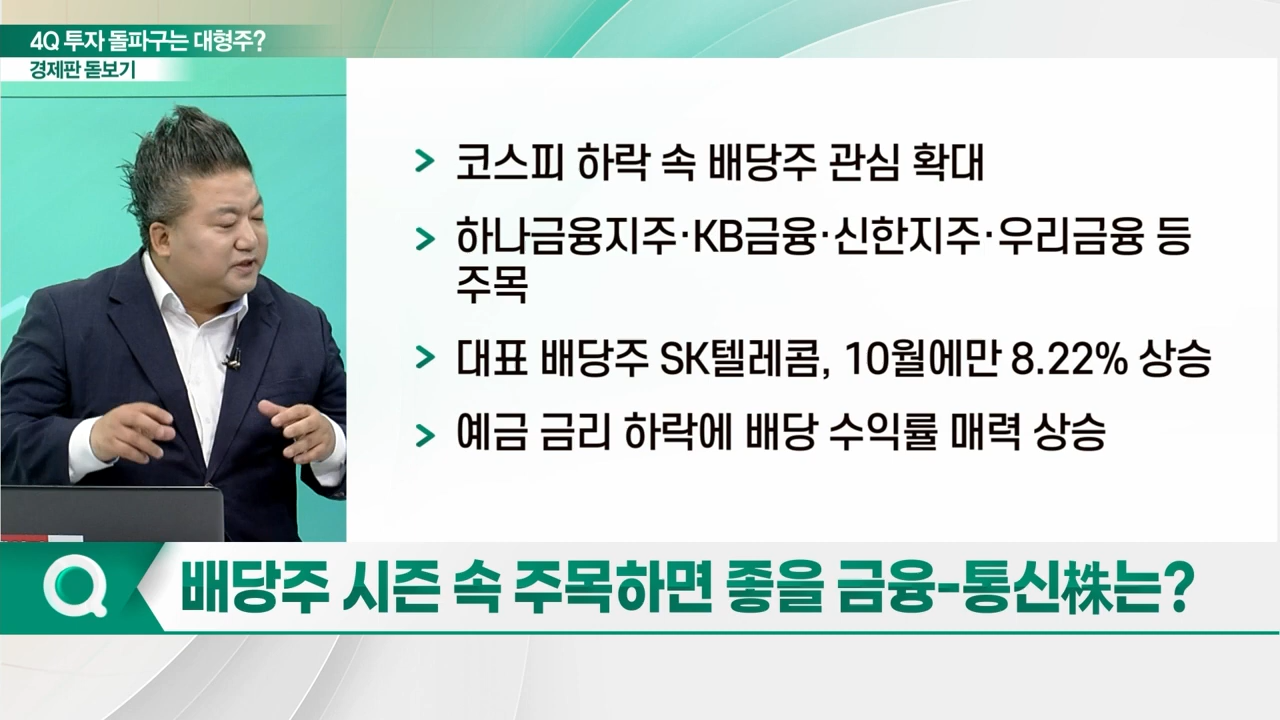 4Q 투자 돌파구는 대형주?
경제판 돋보기
> 코스피 하락 속 배당주 관심 확대
> 하나금융지주·KB금융·신한지주·우리금융 등
주목
> 대표 배당주 SK텔레콤, 10월에만 8.22% 상승
> 예금 금리 하락에 배당 수익률 매력 상승
Q 배당주 시즌 속 주목하면 좋을 금융-통신株는?